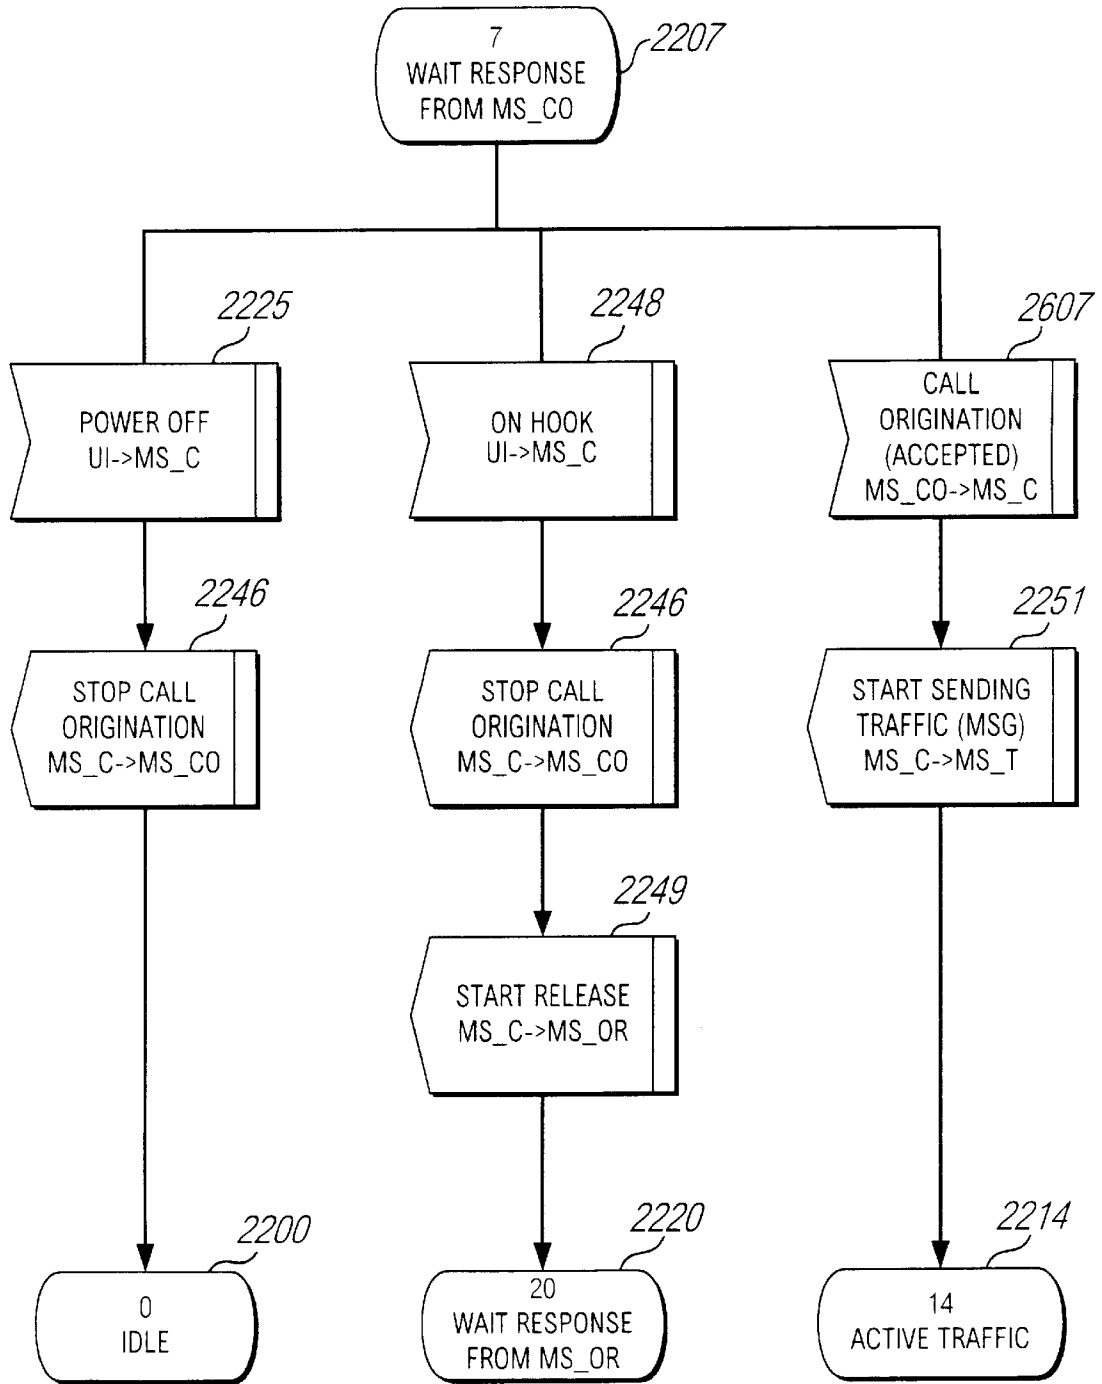 7
WAIT RESPONSE
FROM MS_CO
2207
2225
POWER OFF
UI->MS_C
2248
ON HOOK
UI->MS_C
2607
CALL
ORIGINATION
(ACCEPTED)
MS_CO->MS_C
2246
STOP CALL
ORIGINATION
MS_C->MS_CO
2246
STOP CALL
ORIGINATION
MS_C->MS_CO
2251
START SENDING
TRAFFIC (MSG)
MS_C->MS_T
2249
START RELEASE
MS_C->MS_OR
2200
0
IDLE
2220
20
WAIT RESPONSE
FROM MS_OR
2214
14
ACTIVE TRAFFIC